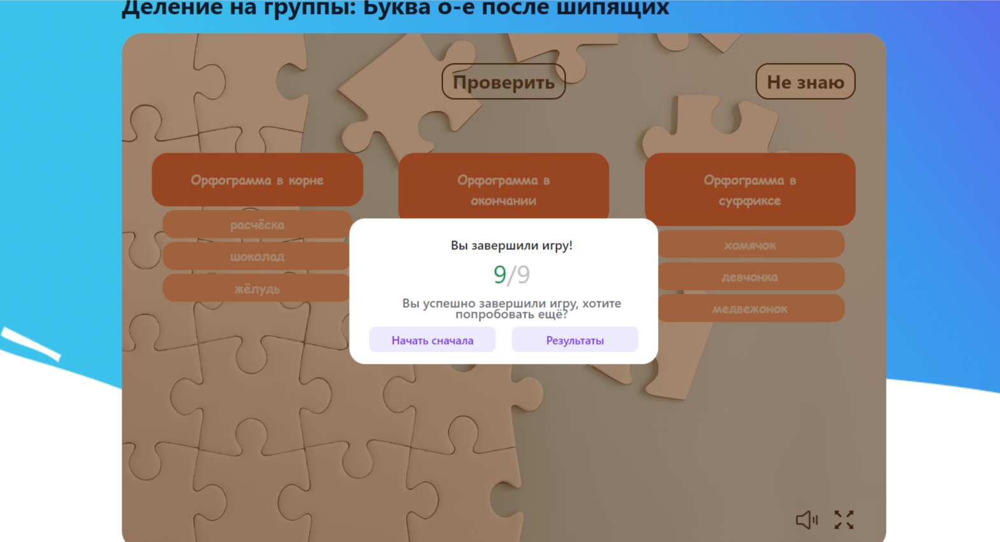 Деление на группы: Буква о-е после шипящих
Проверить
Не знаю
Орфограмма в корне
расчёска
шоколад
жёлудь
Орфограмма в
окончании
Орфограмма в
суффиксе
хомячок
девчонка
медвежонок
Вы завершили игру!
9/9
Вы успешно завершили игру, хотите
попробовать ещё?
Начать сначала
Результаты